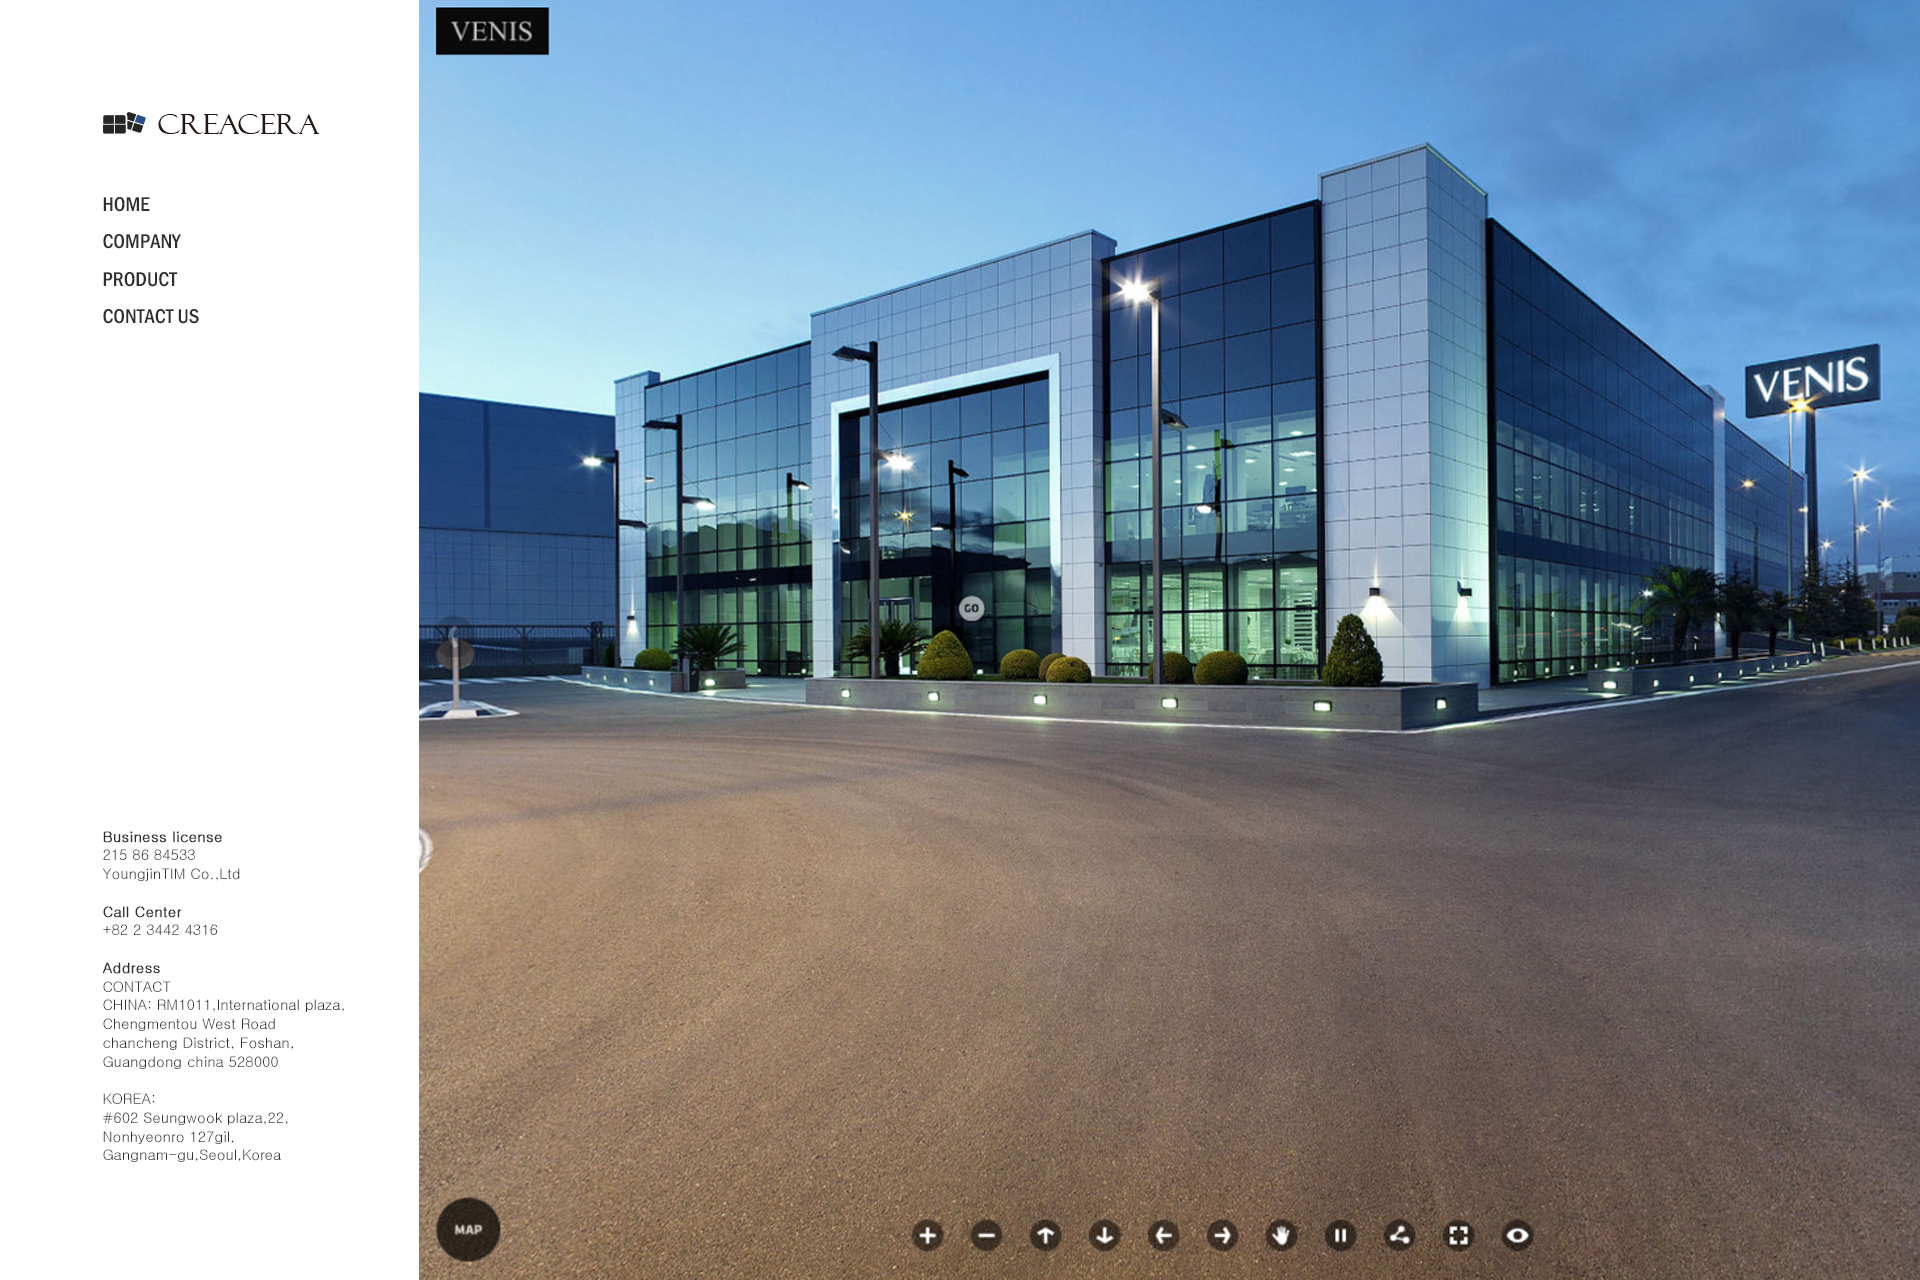 CREACERA
HOME
COMPANY
PRODUCT
CONTACT US
Business license
215 86 84533
YoungjinTIM Co.,Ltd
Call Center
+82 2 3442 4316
Address
CONTACT
CHINA: RM1011,International plaza,
Chengmentou West Road
chancheng District, Foshan,
Guangdong china 528000
KOREA:
#602 Seungwook plaza,22,
Nonhyeonro 127gil,
Gangnam-gu,Seoul,Korea
VENIS
VENIS
GO
MAP